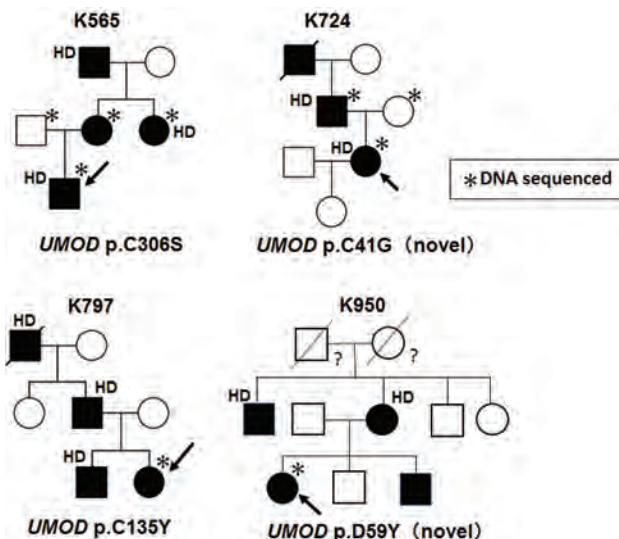 K565
K724
HD
HD
*
*
*
HD
*
*
HD
*
HD
*
*DNA sequenced
UMOD p.C306S
UMOD p.C41G（novel）
K797
K950
HD
?
?
HD
HD
HD
HD
*
*
UMOD p.C135Y
UMOD p.D59Y（novel）